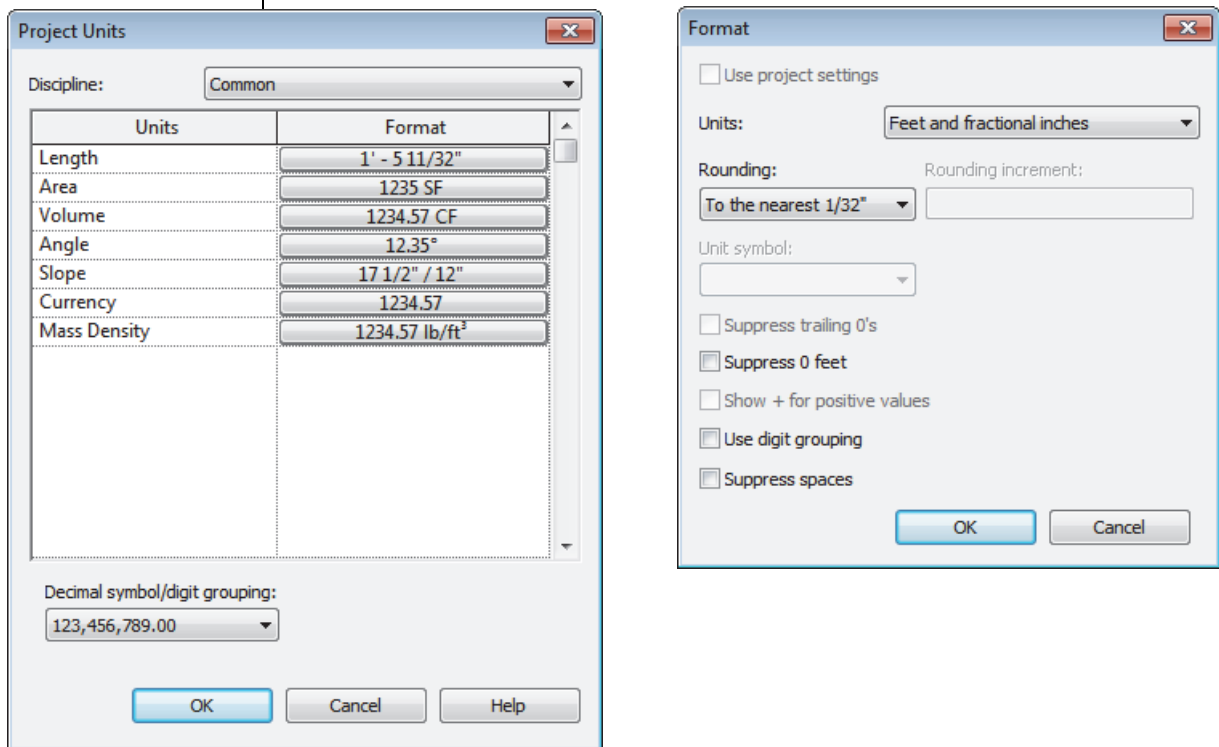 Project Units
Discipline: Common
Units Format
Length 1' - 5 11/32"
Area 1235 SF
Volume 1234.57 CF
Angle 12.35°
Slope 17 1/2" / 12"
Currency 1234.57
Mass Density 1234.57 lb/ft³
Decimal symbol/digit grouping:
123,456,789.00
OK Cancel Help
Format
Use project settings
Units: Feet and fractional inches
Rounding: Rounding increment:
To the nearest 1/32"
Unit symbol:
Suppress trailing 0's
Suppress 0 feet
Show + for positive values
Use digit grouping
Suppress spaces
OK Cancel